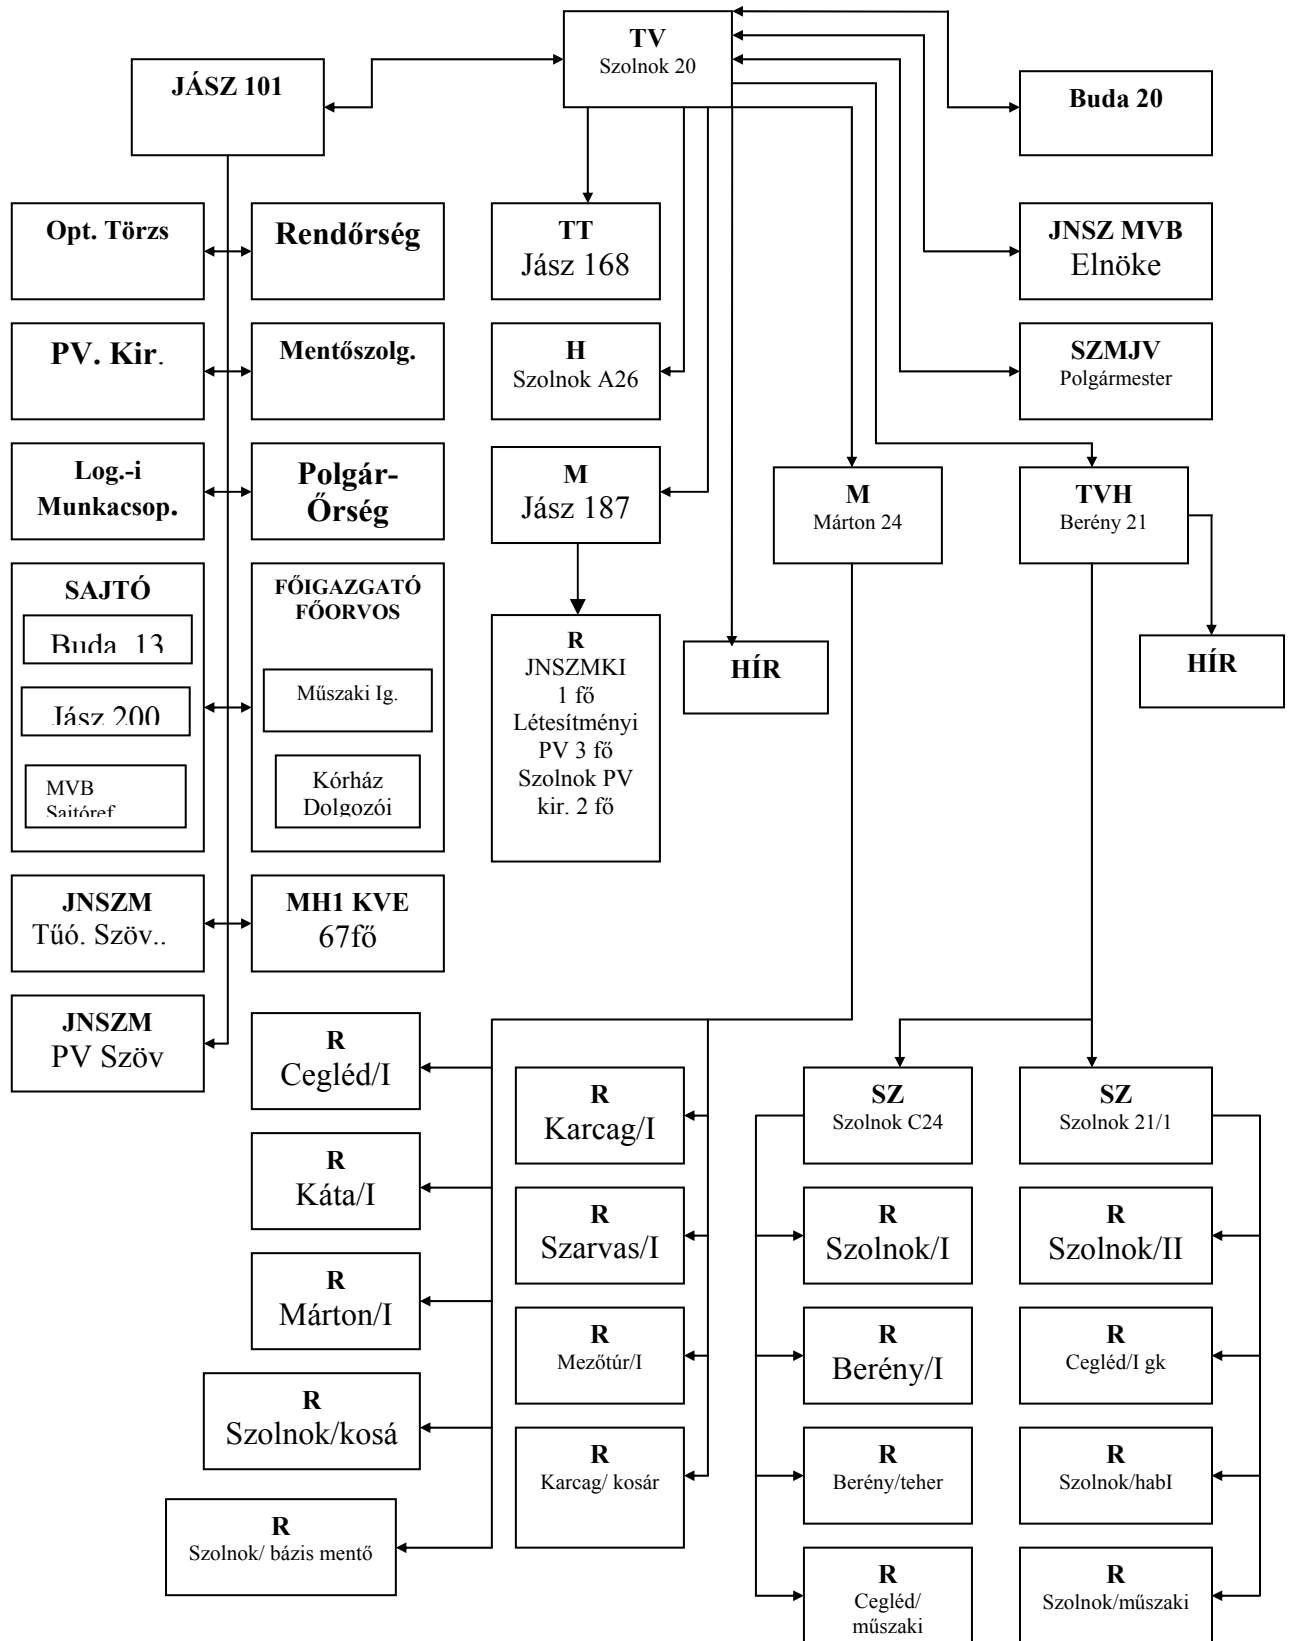 TV
Szolnok 20
JÁSZ 101
Buda 20
Opt. Törzs
Rendőrség
TT
Jász 168
JNSZ MVB
Elnöke
PV. Kir.
Mentőszolg.
H
Szolnok A26
SZMJV
Polgármester
Log.-i
Munkacsop.
Polgár-
Őrség
M
Jász 187
M
Márton 24
TVH
Berény 21
SAJTÓ
Buda 13
Jász 200
MVB
Sajtóref
FŐIGAZGATÓ
FŐORVOS
Műszaki Ig.
Kórház
Dolgozói
R
JNSZMKI
1 fő
Létesítményi
PV 3 fő
Szolnok PV
kir. 2 fő
HÍR
HÍR
JNSZM
Tűó. Szöv..
MH1 KVE
67fő
JNSZM
PV Szöv
R
Cegléd/I
R
Karcag/I
SZ
Szolnok C24
SZ
Szolnok 21/1
R
Káta/I
R
Szarvas/I
R
Szolnok/I
R
Szolnok/II
R
Márton/I
R
Mezőtúr/I
R
Berény/I
R
Cegléd/I gk
R
Szolnok/kosá
R
Karcag/ kosár
R
Berény/teher
R
Szolnok/habI
R
Szolnok/ bázis mentő
R
Cegléd/
műszaki
R
Szolnok/műszaki